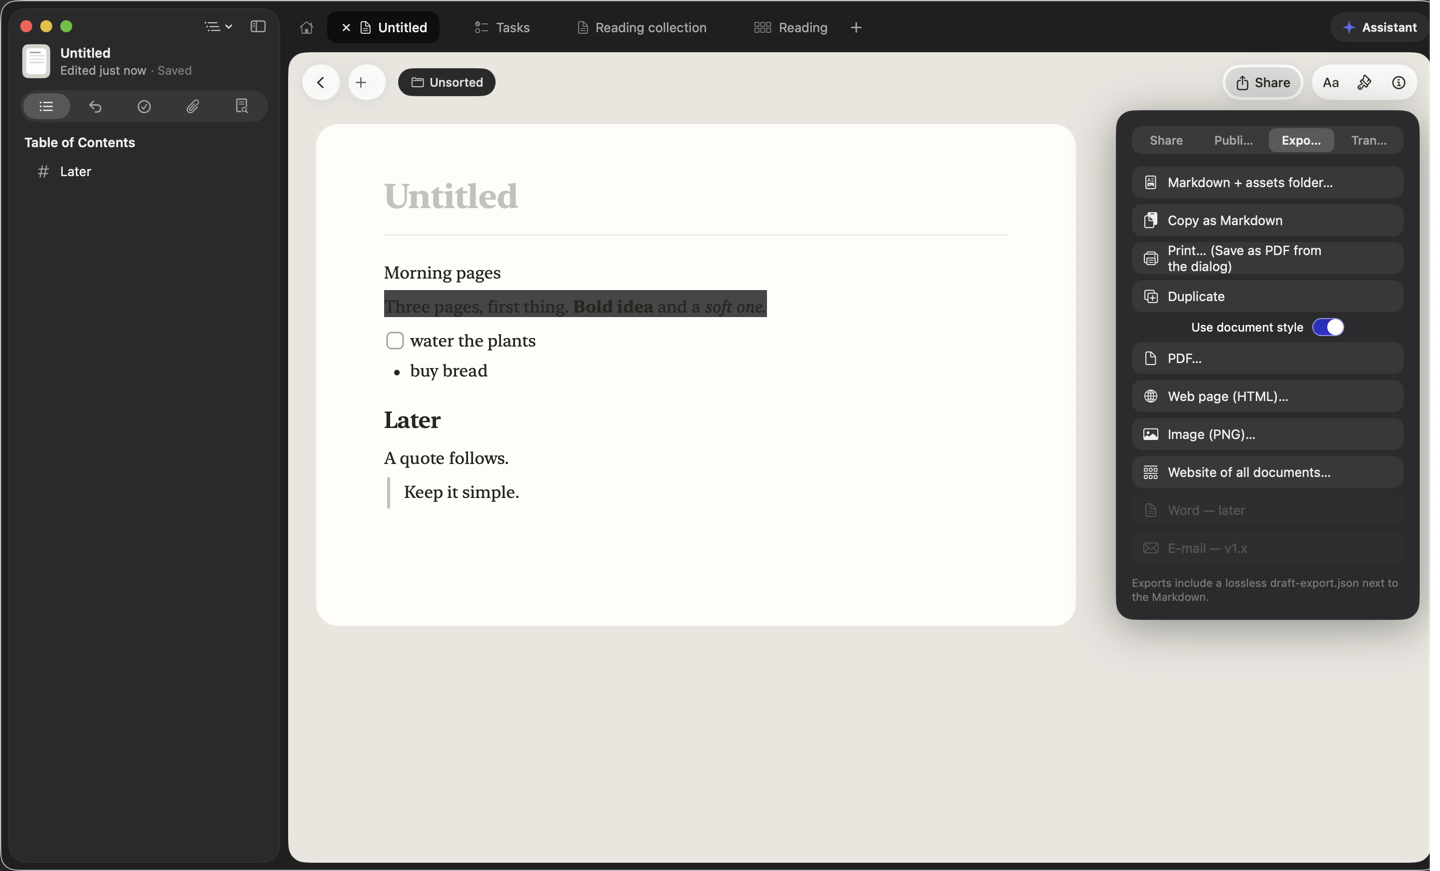 Untitled
Edited just now · Saved
Table of Contents
# Later
Untitled
Tasks
Reading collection
Reading
Assistant
Unsorted
Share
Aa
Untitled
Morning pages
Three pages, first thing. Bold idea and a soft one.
water the plants
• buy bread
Later
A quote follows.
Keep it simple.
Share
Publi...
Expo...
Tran...
Markdown + assets folder...
Copy as Markdown
Print... (Save as PDF from
the dialog)
Duplicate
Use document style
PDF...
Web page (HTML)...
Image (PNG)...
Website of all documents...
Word — later
E-mail — v1.x
Exports include a lossless draft-export.json next to
the Markdown.